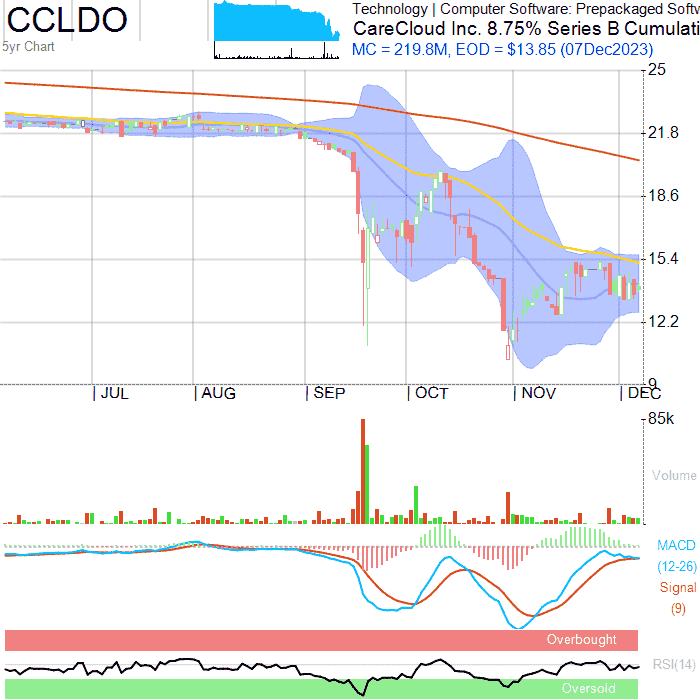 CCLDO
5yr Chart
Technology | Computer Software: Prepackaged Softw
CareCloud Inc. 8.75% Series B Cumulati
MC = 219.8M, EOD = $13.85 (07Dec2023)
25
21.8
18.6
15.4
12.2
9
JUL AUG SEP OCT NOV DEC
85k
Volume
MACD
(12-26)
Signal
(9)
Overbought
RSI(14)
Oversold